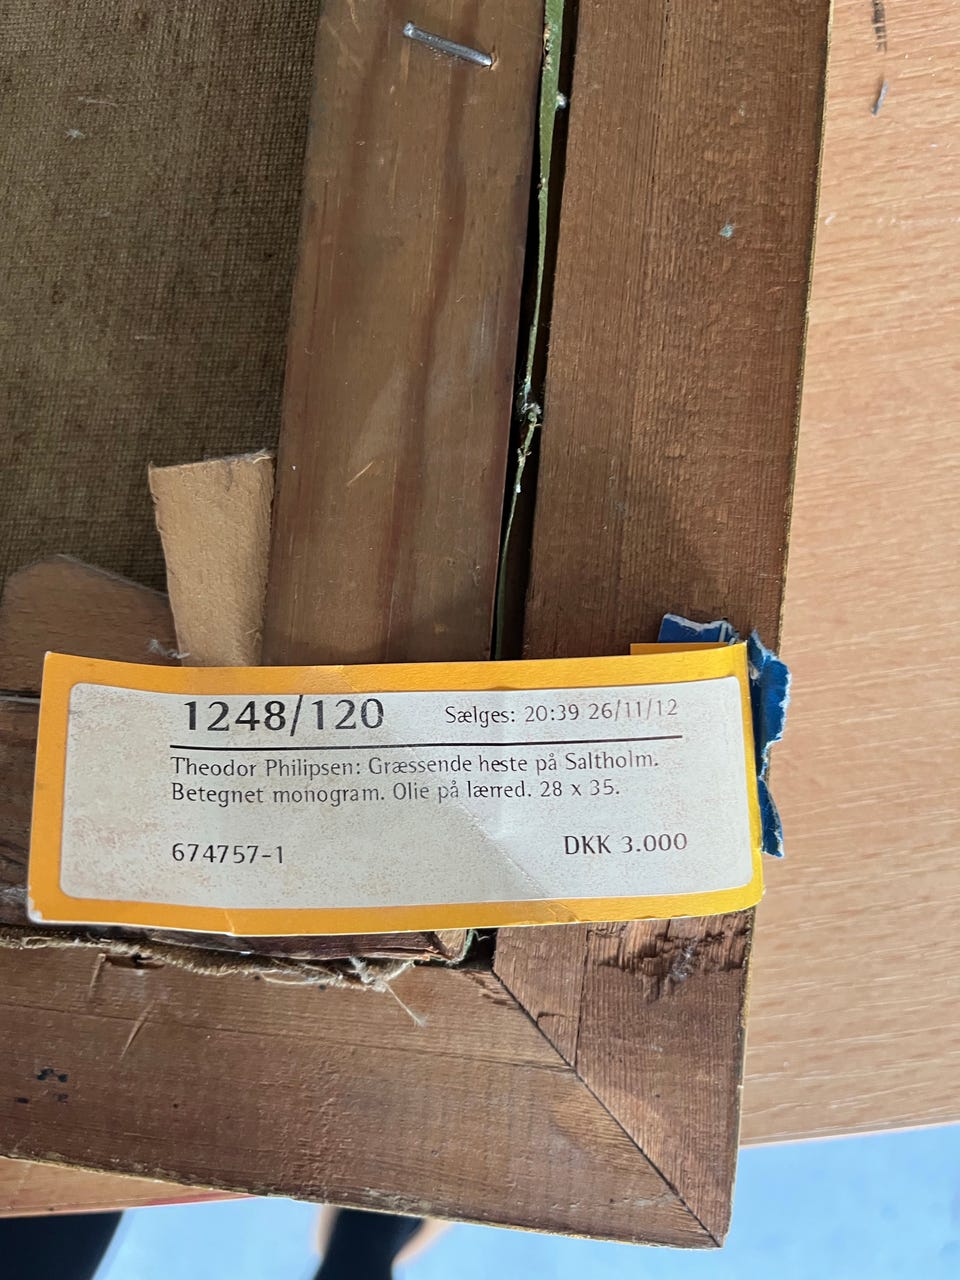 1248/120
Sælges: 20:39 26/11/12
Theodor Philipsen: Græssende heste på Saltholm.
Betegnet monogram. Olie på lærred. 28 x 35.
674757-1
DKK 3.000